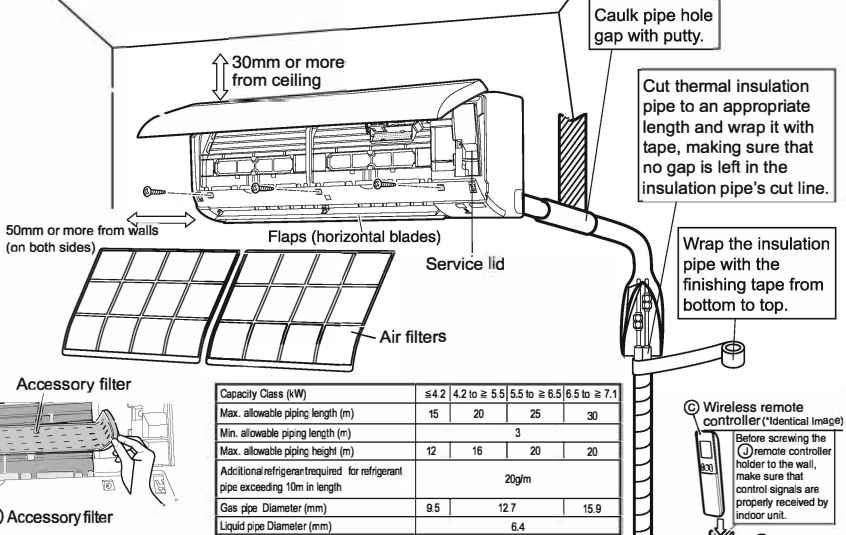 Caulk pipe hole
gap with putty.
30mm or more
from ceiling
Cut thermal insulation
pipe to an appropriate
length and wrap it with
tape, making sure that
no gap is left in the
insulation pipe's cut line.
50mm or more from walls
(on both sides)
Flaps (horizontal blades)
Service lid
Wrap the insulation
pipe with the
finishing tape from
bottom to top.
Air filters
Accessory filter
) Accessory filter
Capacity Class (kW) ≤4.2 4.2 to ≥ 5.5 5.5 to ≥ 6.5 6.5 to ≥ 7.1
Max. allowable piping length (m) 15 20 25 30
Min. allowable piping length (m) 3
Max. allowable piping height (m) 12 16 20 20
Additional refrigerant required for refrigerant
pipe exceeding 10m in length 20g/m
Gas pipe Diameter (mm) 9.5 12.7 15.9
Liquid pipe Diameter (mm) 6.4
Ⓒ Wireless remote
controller (*Identical Image)
Before screwing the
Ⓙ remote controller
holder to the wall,
make sure that
control signals are
properly received by
indoor unit.